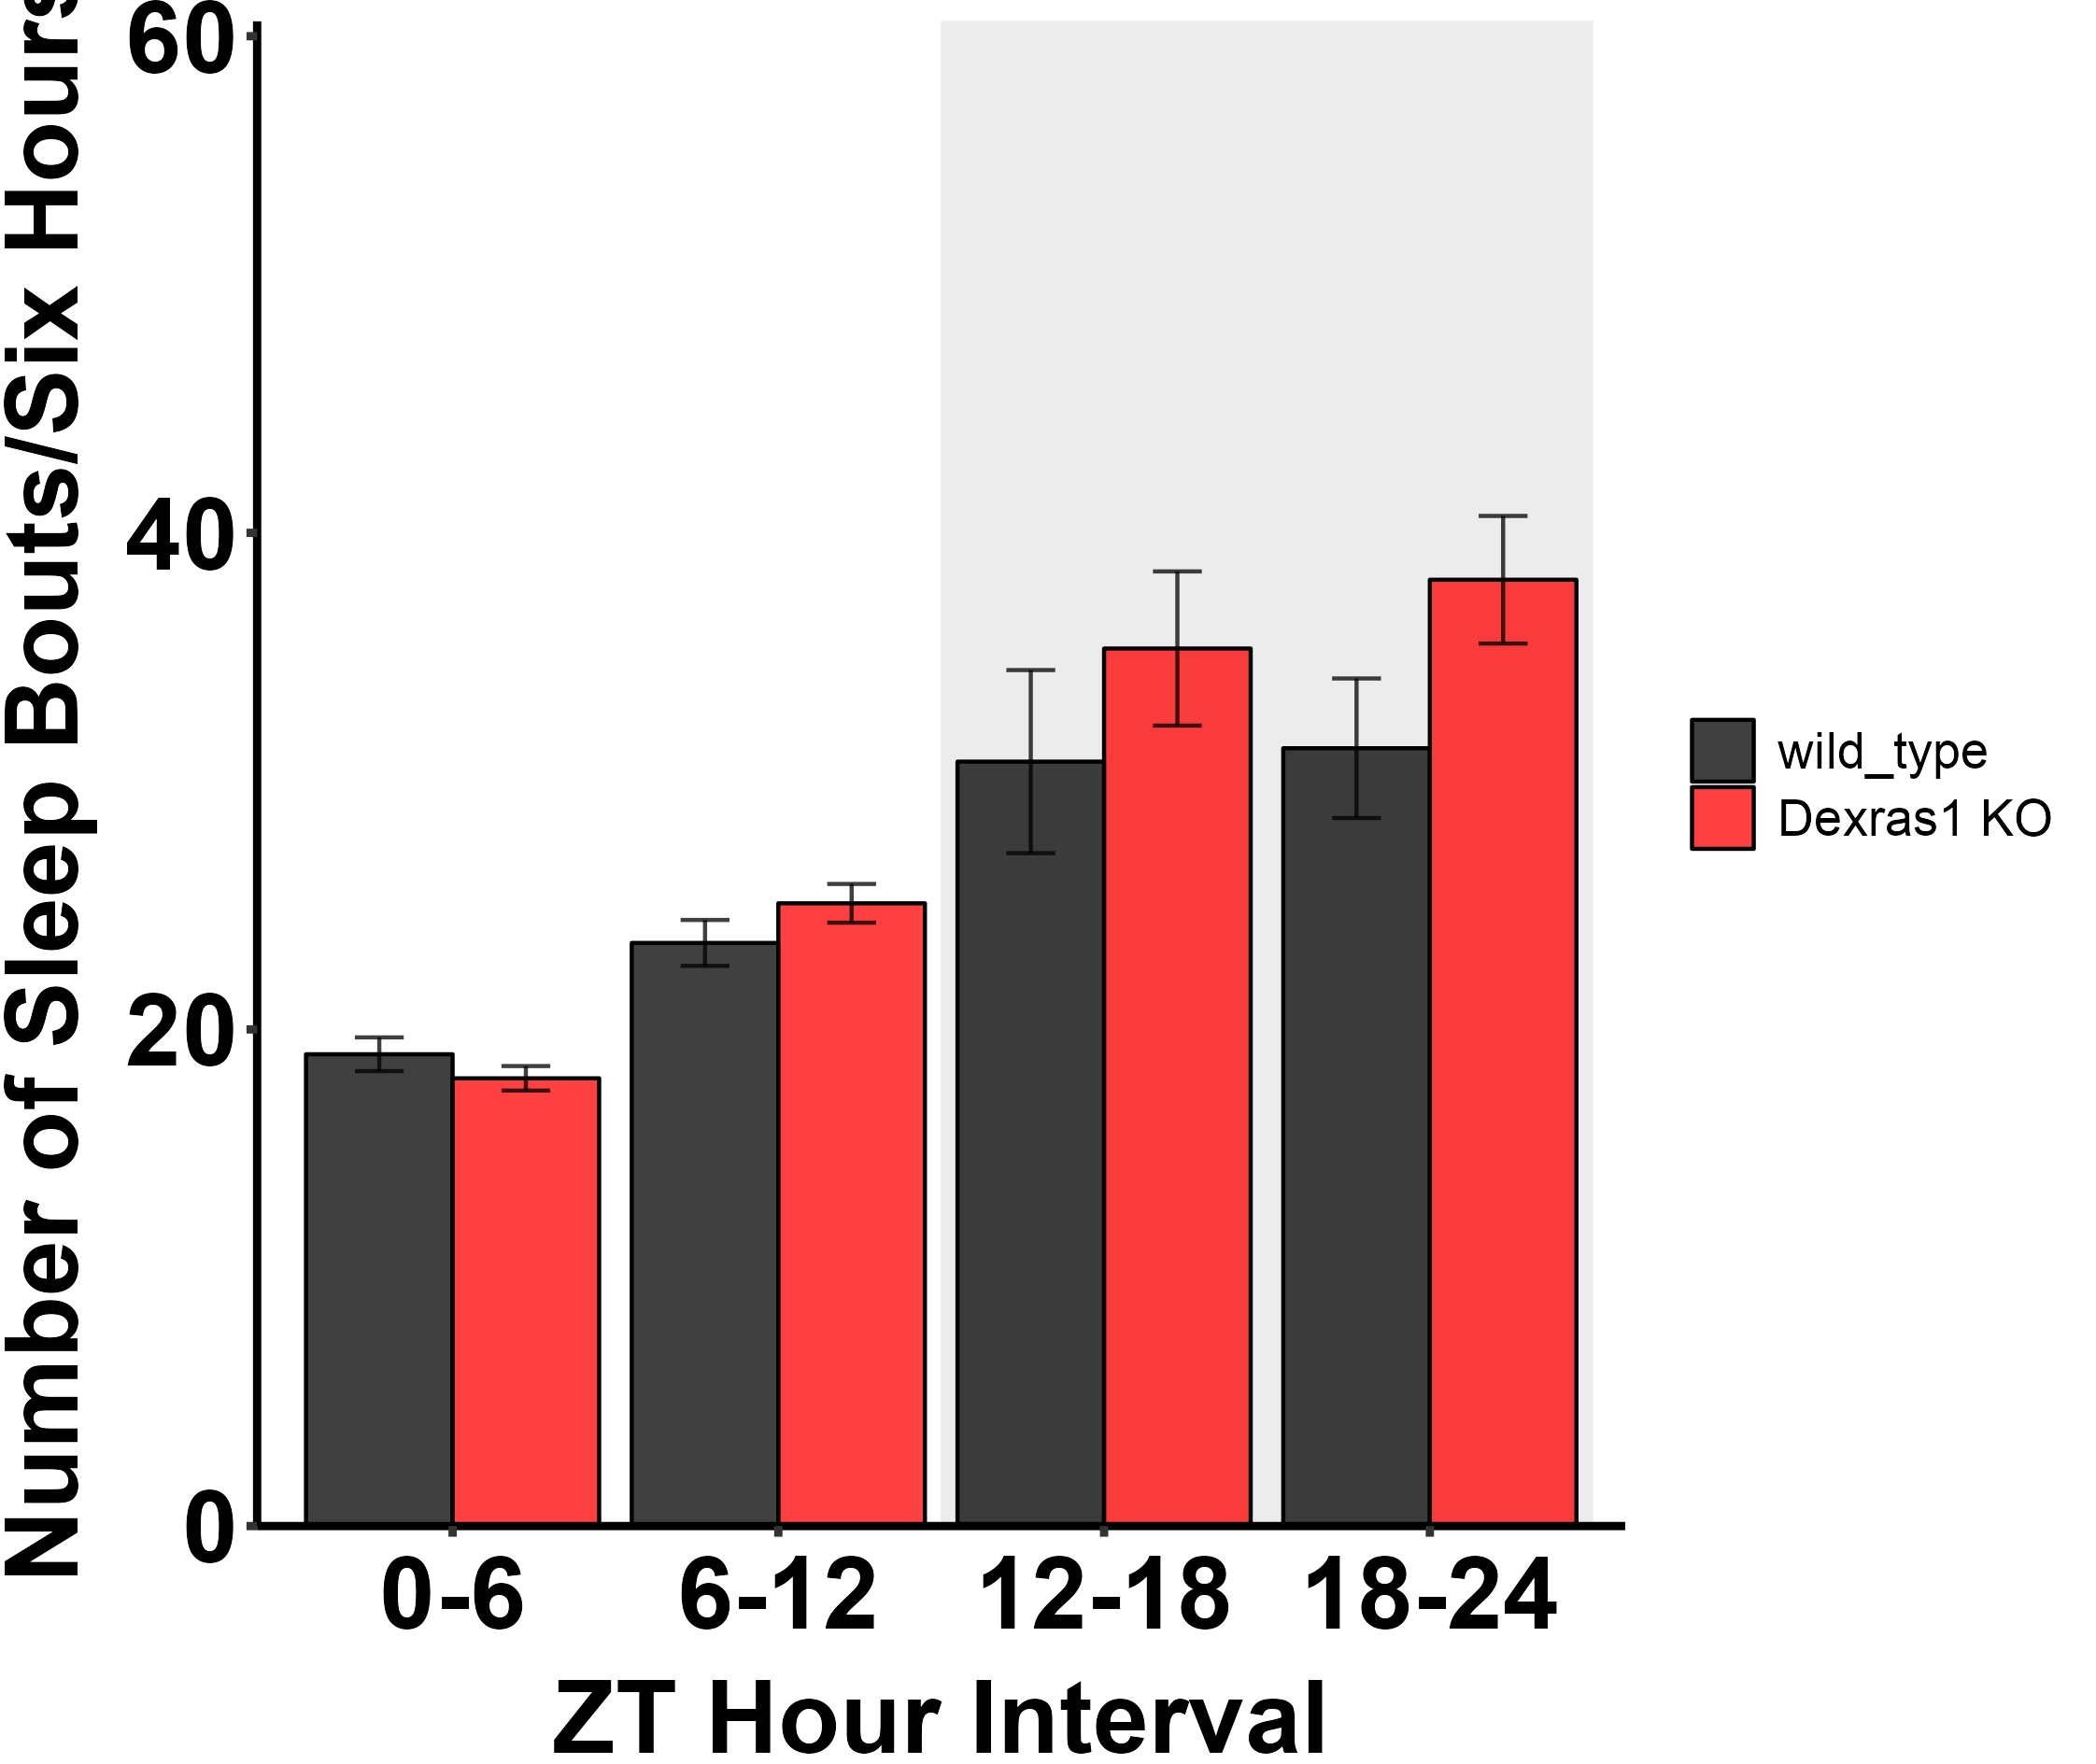 Number of Sleep Bouts/Six Hours
60
40
20
0
0-6 6-12 12-18 18-24
ZT Hour Interval
wild_type
Dexras1 KO